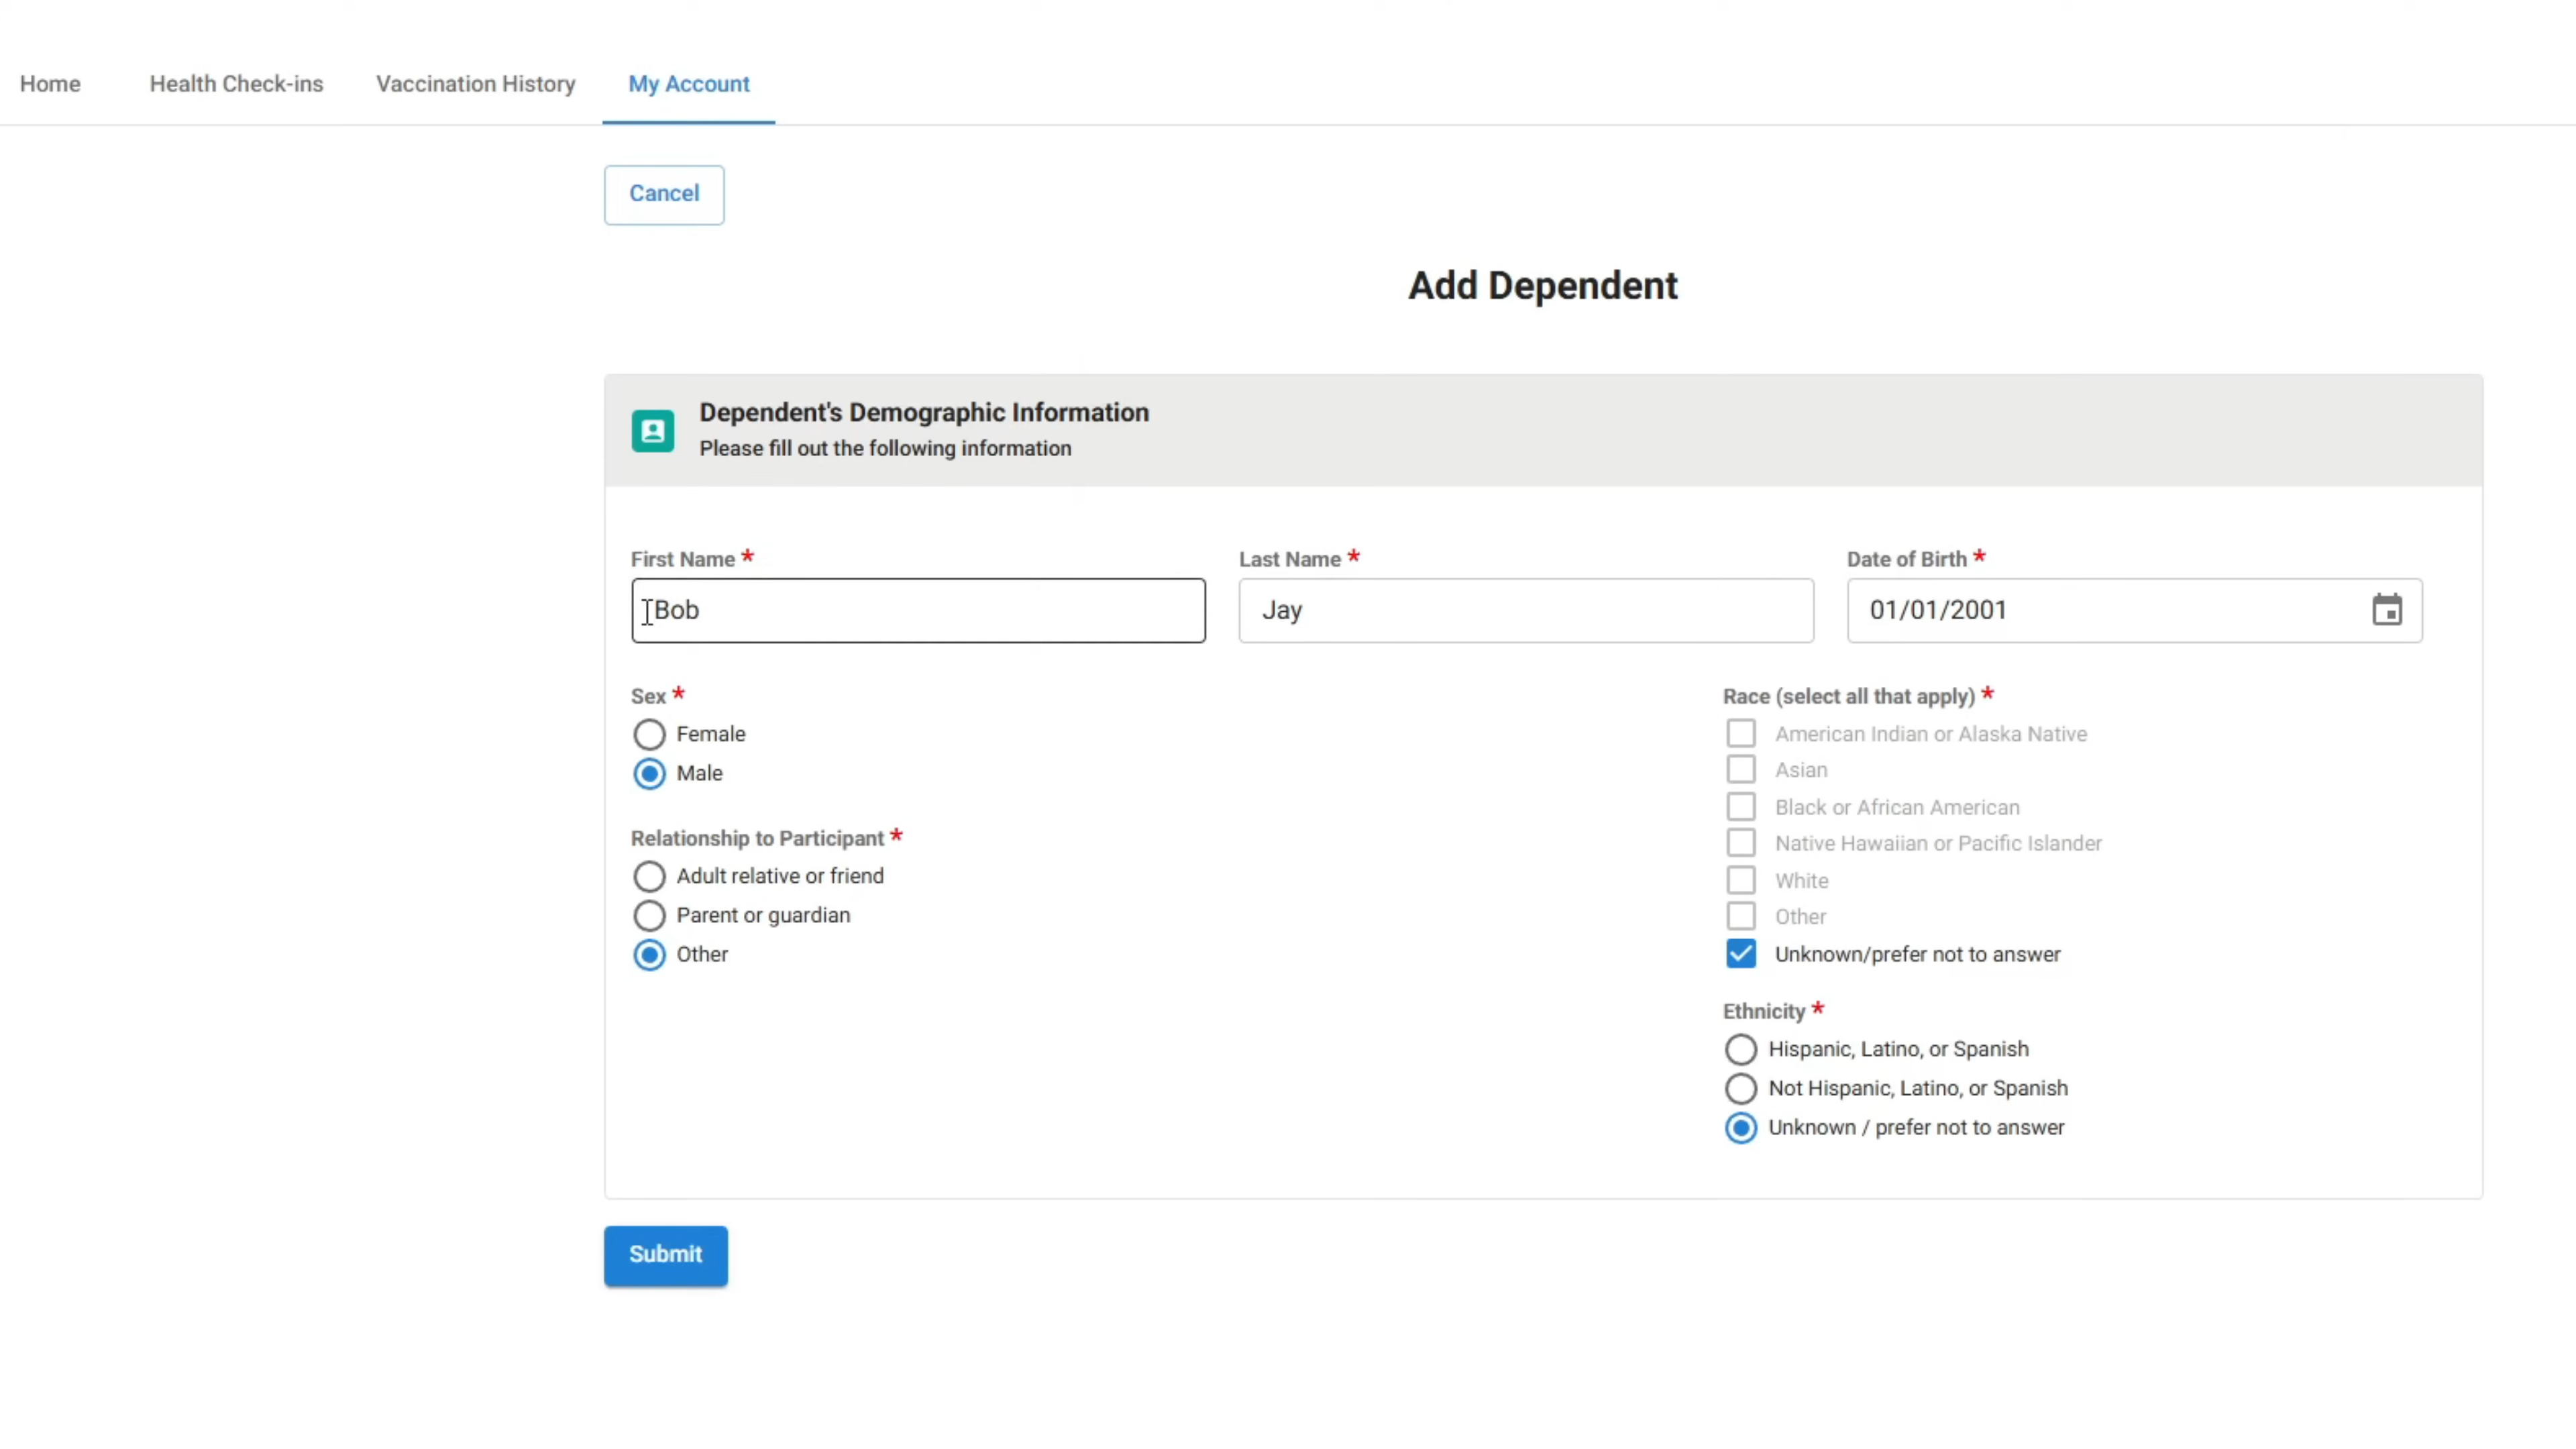 Home Health Check-ins Vaccination History My Account
Cancel
Add Dependent
Dependent's Demographic Information
Please fill out the following information
First Name * Last Name * Date of Birth *
Bob Jay 01/01/2001
Sex *
Female
Male
Relationship to Participant *
Adult relative or friend
Parent or guardian
Other
Race (select all that apply) *
American Indian or Alaska Native
Asian
Black or African American
Native Hawaiian or Pacific Islander
White
Other
Unknown/prefer not to answer
Ethnicity *
Hispanic, Latino, or Spanish
Not Hispanic, Latino, or Spanish
Unknown / prefer not to answer
Submit